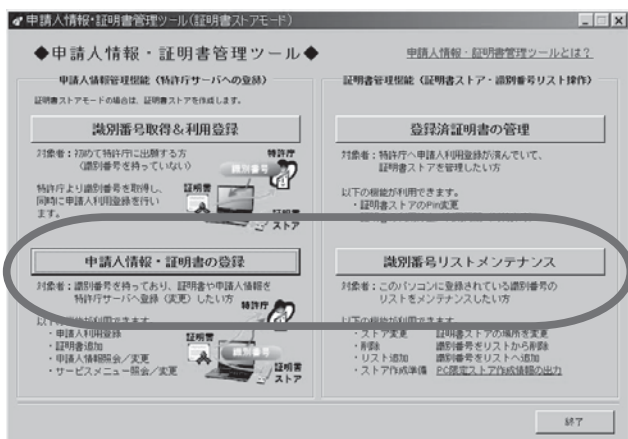 申請人情報・証明書管理ツール(証明書ストアモード)
◆申請人情報・証明書管理ツール◆
申請人情報・証明書管理ツールとは?
申請人情報管理機能(特許庁サーバへの登録)
証明書ストアモードの場合は、証明書ストアを作成します。
識別番号取得&利用登録
対象者:初めて特許庁に出願する方
(識別番号を持っていない)
特許庁より識別番号を取得し、
同時に申請人利用登録を行い
ます。
特許庁
識別番号
証明書
証明書
ストア
申請人情報・証明書の登録
対象者:識別番号を持っており、証明書や申請人情報を
特許庁サーバへ登録(変更)したい方
以下の機能が利用できます。
・申請人利用登録
・証明書追加
・申請人情報照会/変更
・サービスメニュー照会/変更
特許庁
証明書
識別番号
証明書
ストア
証明書管理機能(証明書ストア・識別番号リスト操作)
登録済証明書の管理
対象者:特許庁へ申請人利用登録が済んでいて、
証明書ストアを管理したい方
以下の機能が利用できます。
・証明書ストアのPin変更
識別番号リストメンテナンス
対象者:このパソコンに登録されている識別番号の
リストをメンテナンスしたい方
以下の機能が利用できます。
・ストア変更 証明書ストアの場所を変更
・削除 識別番号をリストから削除
・リスト追加 識別番号をリストへ追加
・ストア作成準備 PC限定ストア作成情報の出力
終了